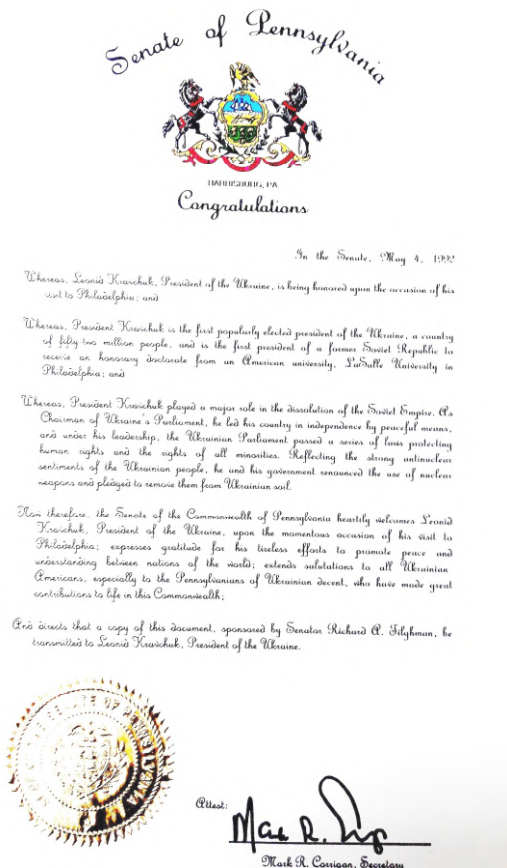 Senate of Pennsylvania
HARRISBURG, PA
Congratulations
In the Senate, May 4, 1992
Whereas, Leonid Kravchuk, President of the Ukraine, is being honored upon the occasion of his
visit to Philadelphia; and
Whereas, President Kravchuk is the first popularly elected president of the Ukraine, a country
of fifty two million people, and is the first president of a former Soviet Republic to
receive an honorary doctorate from an American university, LaSalle University in
Philadelphia; and
Whereas, President Kravchuk played a major role in the dissolution of the Soviet Empire. As
Chairman of Ukraine's Parliament, he led his country in independence by peaceful means,
and under his leadership, the Ukrainian Parliament passed a series of laws protecting
human rights and the rights of all minorities. Reflecting the strong antinuclear
sentiments of the Ukrainian people, he and his government renounced the use of nuclear
weapons and pledged to remove them from Ukrainian soil.
Now therefore, the Senate of the Commonwealth of Pennsylvania heartily welcomes Leonid
Kravchuk, President of the Ukraine, upon the momentous occasion of his visit to
Philadelphia; expresses gratitude for his tireless efforts to promote peace and
understanding between nations of the world; extends salutations to all Ukrainian
Americans, especially to the Pennsylvanians of Ukrainian decent, who have made great
contributions to life in this Commonwealth;
And directs that a copy of this document, sponsored by Senator Richard A. Tilghman, be
transmitted to Leonid Kravchuk, President of the Ukraine.
SENATE OF PENNSYLVANIA
Attest:
Mark R.
Mark R. Corrigan, Secretary